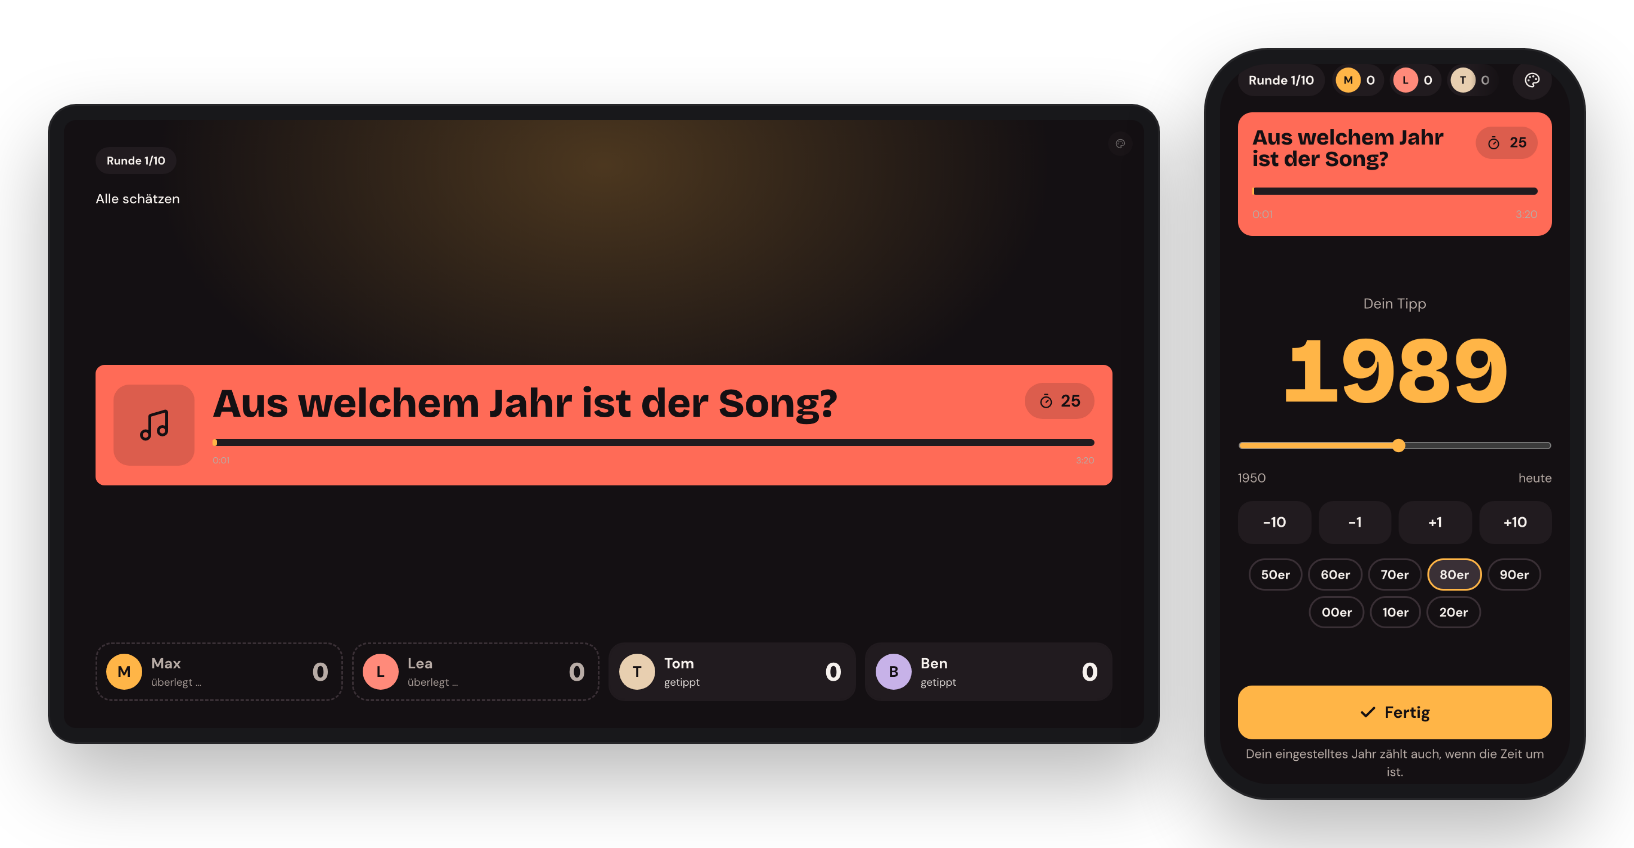 Runde 1/10
Alle schätzen
Aus welchem Jahr ist der Song?
25
0:01
3:20
M
Max
überlegt ...
0
L
Lea
überlegt ...
0
T
Tom
getippt
0
B
Ben
getippt
0
Runde 1/10
M 0
L 0
T 0
Aus welchem Jahr
ist der Song?
25
0:01
3:20
Dein Tipp
1989
1950
heute
-10
-1
+1
+10
50er
60er
70er
80er
90er
00er
10er
20er
Fertig
Dein eingestelltes Jahr zählt auch, wenn die Zeit um
ist.